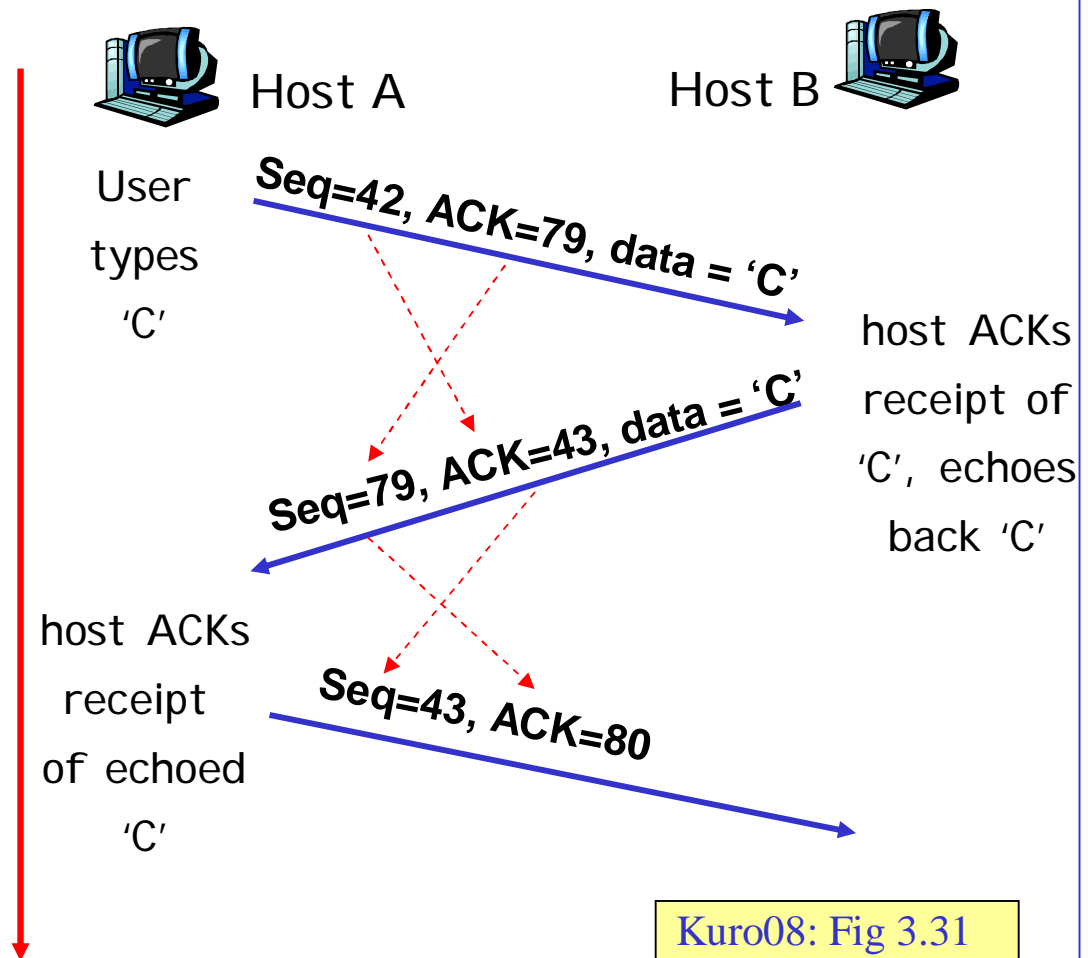 Host A
Host B
User
types
‘C’
Seq=42, ACK=79, data = ‘C’
host ACKs
receipt of
‘C’, echoes
back ‘C’
Seq=79, ACK=43, data = ‘C’
host ACKs
receipt
of echoed
‘C’
Seq=43, ACK=80
Kuro08: Fig 3.31